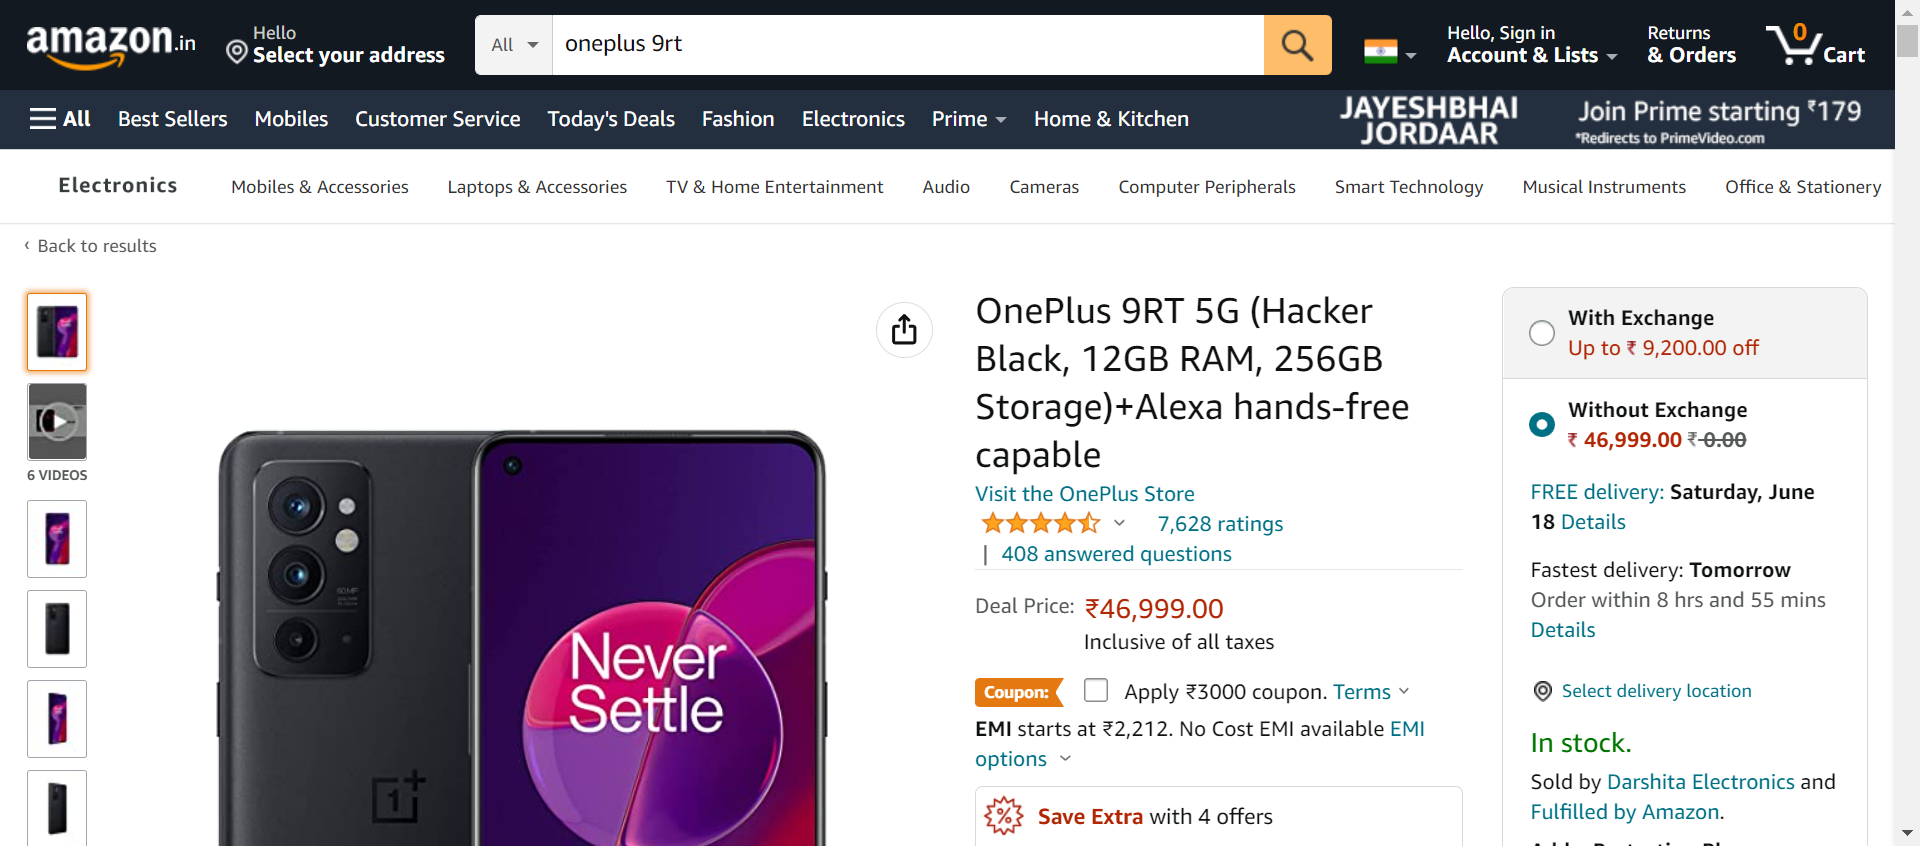 amazon.in
Hello
Select your address
All
oneplus 9rt
Hello, Sign in
Account & Lists
Returns
& Orders
0
Cart
All
Best Sellers
Mobiles
Customer Service
Today's Deals
Fashion
Electronics
Prime
Home & Kitchen
JAYESHBHAI
JORDAAR
Join Prime starting ₹179
*Redirects to PrimeVideo.com
Electronics
Mobiles & Accessories
Laptops & Accessories
TV & Home Entertainment
Audio
Cameras
Computer Peripherals
Smart Technology
Musical Instruments
Office & Stationery
‹ Back to results
6 VIDEOS
Never
Settle
OnePlus 9RT 5G (Hacker
Black, 12GB RAM, 256GB
Storage)+Alexa hands-free
capable
Visit the OnePlus Store
7,628 ratings
| 408 answered questions
Deal Price: ₹46,999.00
Inclusive of all taxes
Coupon:
Apply ₹3000 coupon. Terms
EMI starts at ₹2,212. No Cost EMI available EMI
options
Save Extra with 4 offers
With Exchange
Up to ₹ 9,200.00 off
Without Exchange
₹ 46,999.00 ₹ 0.00
FREE delivery: Saturday, June
18 Details
Fastest delivery: Tomorrow
Order within 8 hrs and 55 mins
Details
Select delivery location
In stock.
Sold by Darshita Electronics and
Fulfilled by Amazon.